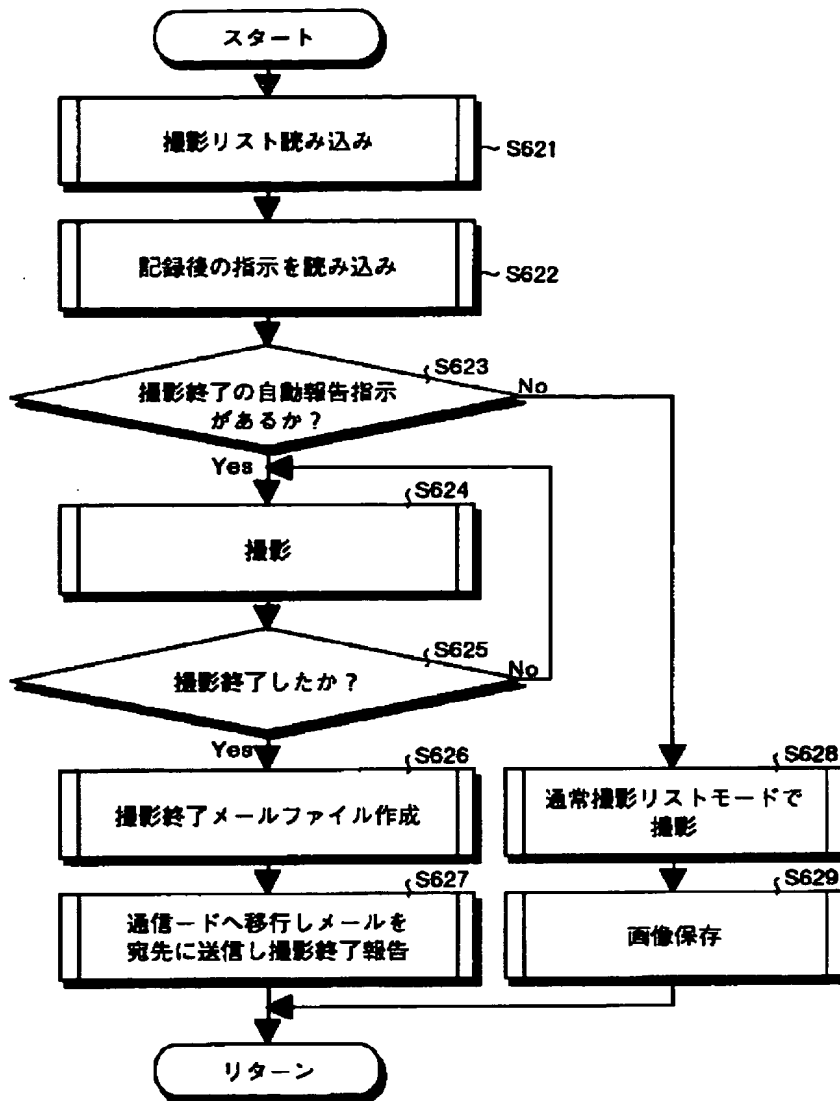 スタート
撮影リスト読み込み
S621
記録後の指示を読み込み
S622
S623
撮影終了の自動報告指示
があるか？
No
Yes
S624
撮影
S625
撮影終了したか？
No
Yes
S626
撮影終了メールファイル作成
S628
通常撮影リストモードで
撮影
S627
通信ードへ移行しメールを
宛先に送信し撮影終了報告
S629
画像保存
リターン